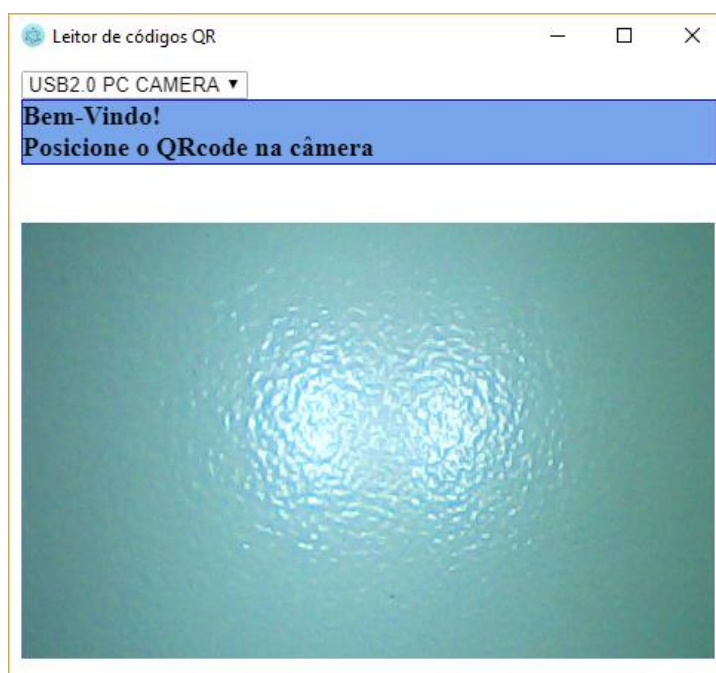 Leitor de códigos QR
USB2.0 PC CAMERA
Bem-Vindo!
Posicione o QRcode na câmera